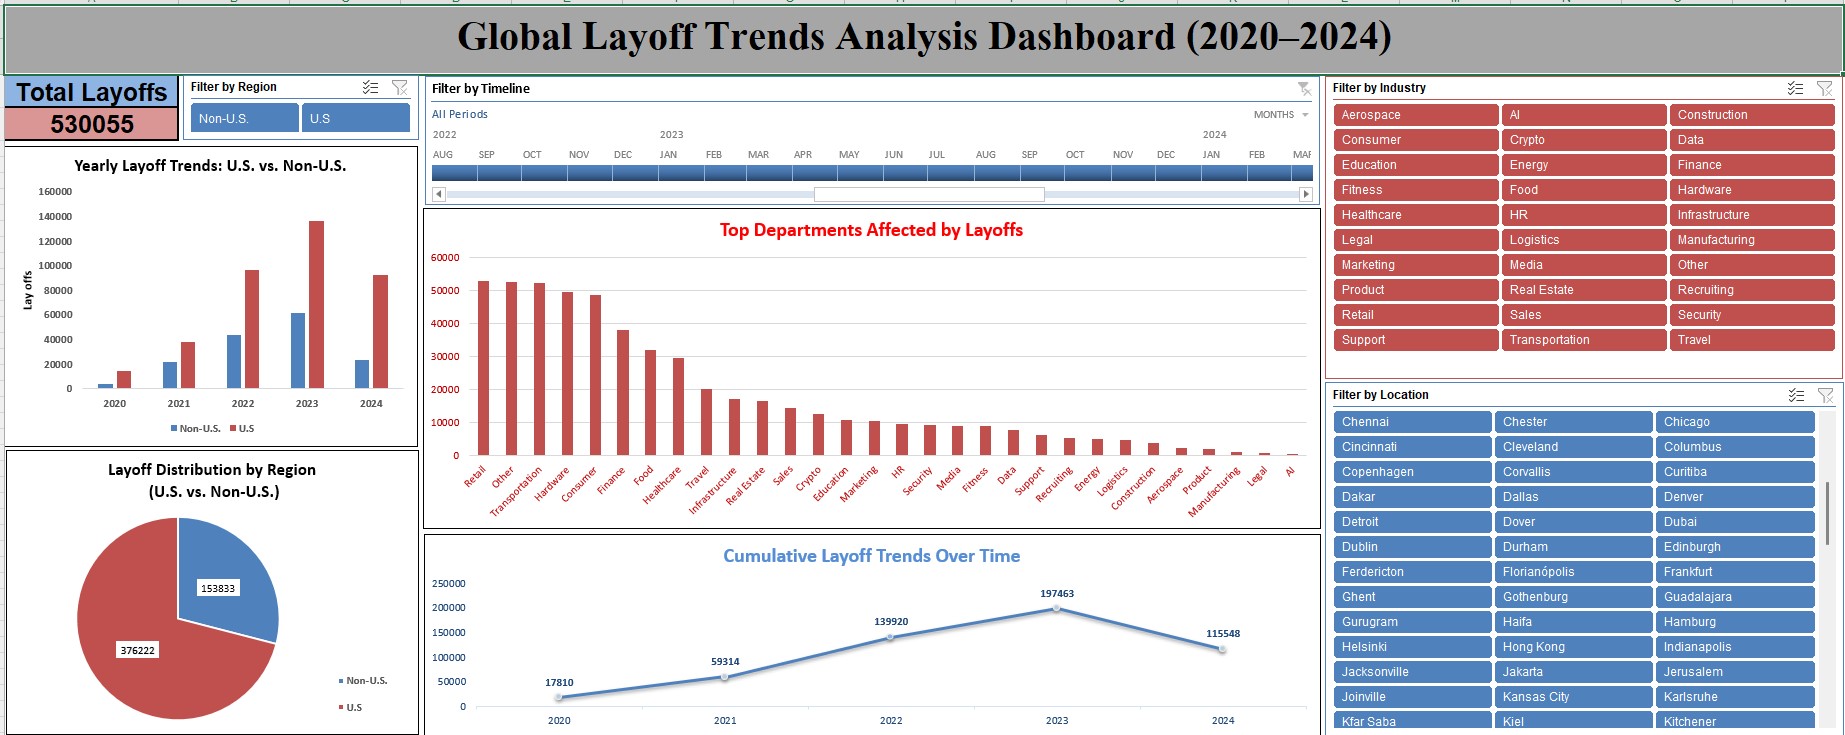 Global Layoff Trends Analysis Dashboard (2020–2024)
Total Layoffs
530055
Filter by Region
Non-U.S.
U.S
Yearly Layoff Trends: U.S. vs. Non-U.S.
Lay offs
160000
140000
120000
100000
80000
60000
40000
20000
0
2020 2021 2022 2023 2024
Non-U.S. U.S
Layoff Distribution by Region
(U.S. vs. Non-U.S.)
153833
376222
Non-U.S.
U.S
Filter by Timeline
All Periods
MONTHS
2022 2023 2024
AUG SEP OCT NOV DEC JAN FEB MAR APR MAY JUN JUL AUG SEP OCT NOV DEC JAN FEB MAR
Top Departments Affected by Layoffs
60000
50000
40000
30000
20000
10000
0
Retail Other Transportation Hardware Consumer Finance Food Healthcare Travel Infrastructure Real Estate Sales Crypto Education Marketing HR Security Media Fitness Data Support Recruiting Energy Logistics Construction Aerospace Product Manufacturing Legal AI
Cumulative Layoff Trends Over Time
250000
200000
150000
100000
50000
0
17810 59314 139920 197463 115548
2020 2021 2022 2023 2024
Filter by Industry
Aerospace AI Construction
Consumer Crypto Data
Education Energy Finance
Fitness Food Hardware
Healthcare HR Infrastructure
Legal Logistics Manufacturing
Marketing Media Other
Product Real Estate Recruiting
Retail Sales Security
Support Transportation Travel
Filter by Location
Chennai Chester Chicago
Cincinnati Cleveland Columbus
Copenhagen Corvallis Curitiba
Dakar Dallas Denver
Detroit Dover Dubai
Dublin Durham Edinburgh
Ferdericton Florianópolis Frankfurt
Ghent Gothenburg Guadalajara
Gurugram Haifa Hamburg
Helsinki Hong Kong Indianapolis
Jacksonville Jakarta Jerusalem
Joinville Kansas City Karlsruhe
Kfar Saba Kiel Kitchener